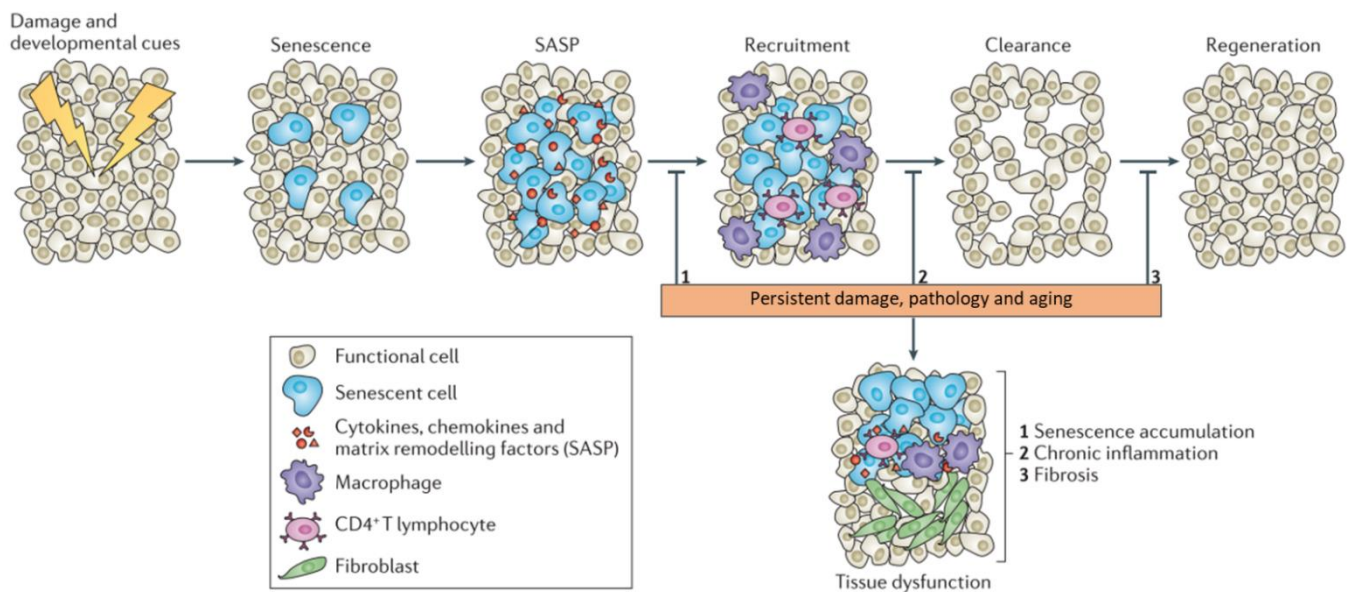 Damage and
developmental cues
Senescence
SASP
Recruitment
Clearance
Regeneration
1
2
3
Persistent damage, pathology and aging
Functional cell
Senescent cell
Cytokines, chemokines and
matrix remodelling factors (SASP)
Macrophage
CD4⁺ T lymphocyte
Fibroblast
1 Senescence accumulation
2 Chronic inflammation
3 Fibrosis
Tissue dysfunction